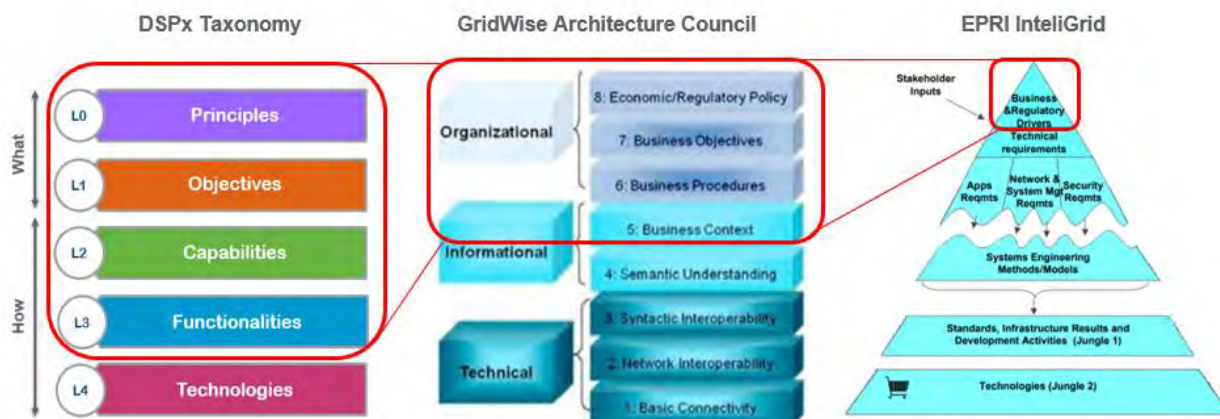 DSPx Taxonomy
What
How
L0
Principles
L1
Objectives
L2
Capabilities
L3
Functionalities
L4
Technologies
GridWise Architecture Council
Organizational
8: Economic/Regulatory Policy
7: Business Objectives
6: Business Procedures
Informational
5: Business Context
4: Semantic Understanding
Technical
3: Syntactic Interoperability
2: Network Interoperability
1: Basic Connectivity
EPRI InteliGrid
Stakeholder
Inputs
Business
&Regulatory
Drivers
Technical
requirements
Apps
Reqmts
Network &
System Mgt
Reqmts
Security
Reqmts
Systems Engineering
Methods/Models
Standards, Infrastructure Results and
Development Activities (Jungle 1)
Technologies (Jungle 2)